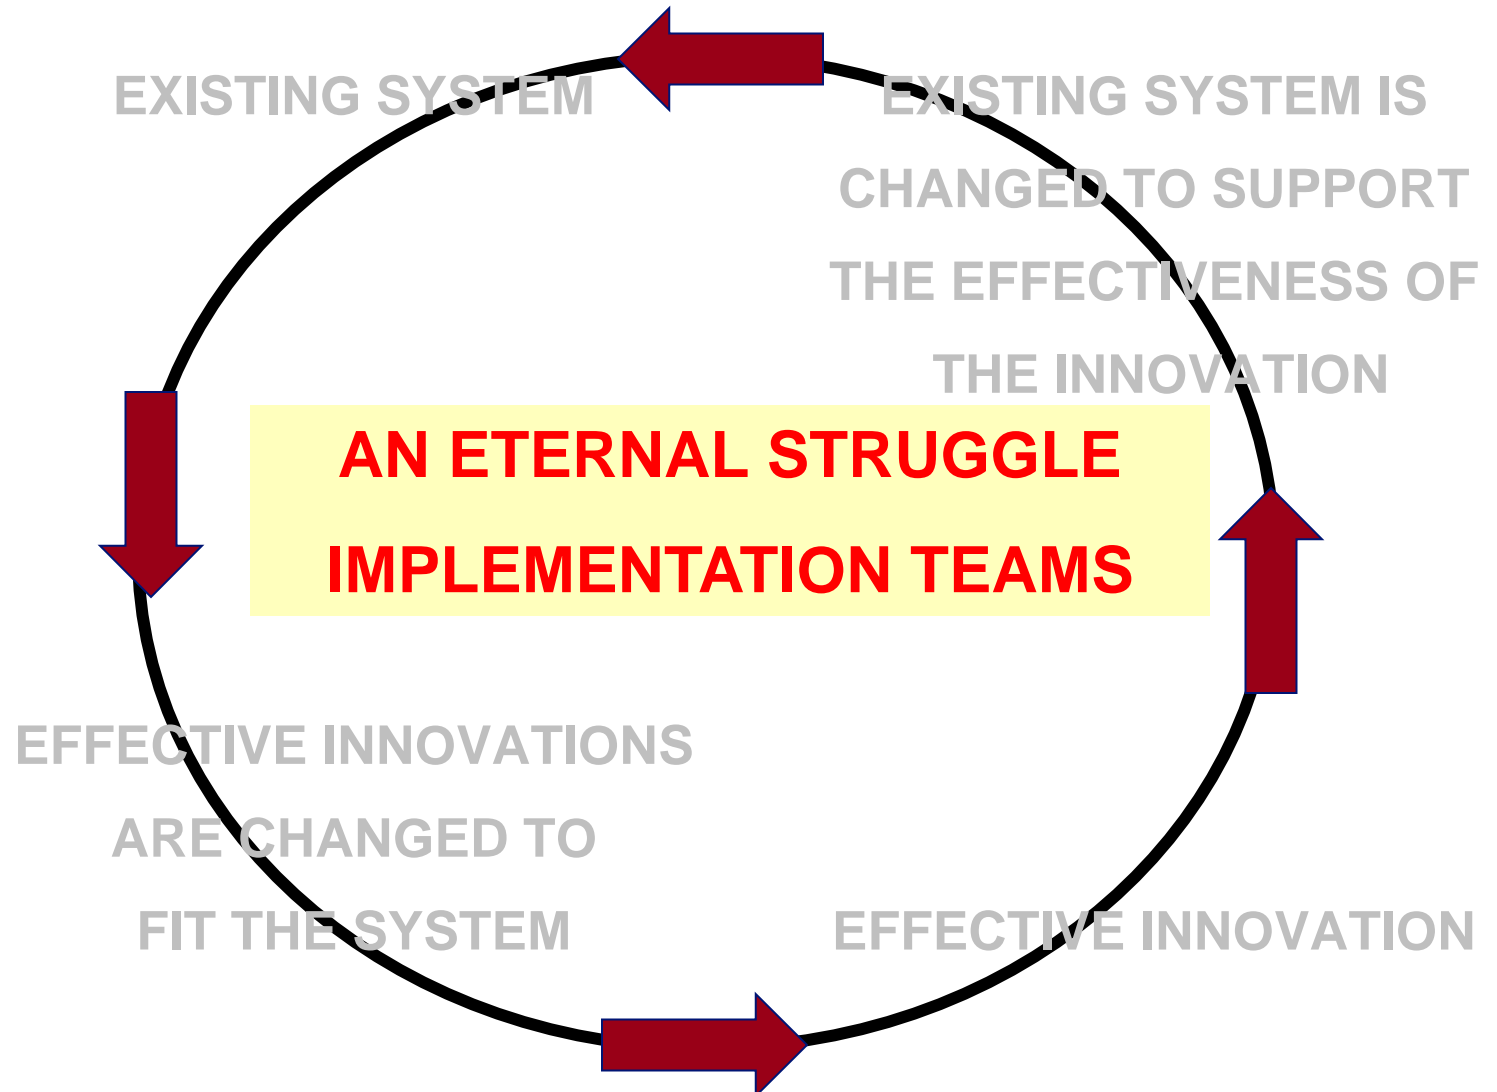 EXISTING SYSTEM
EXISTING SYSTEM IS
CHANGED TO SUPPORT
THE EFFECTIVENESS OF
THE INNOVATION
AN ETERNAL STRUGGLE
IMPLEMENTATION TEAMS
EFFECTIVE INNOVATIONS
ARE CHANGED TO
FIT THE SYSTEM
EFFECTIVE INNOVATION